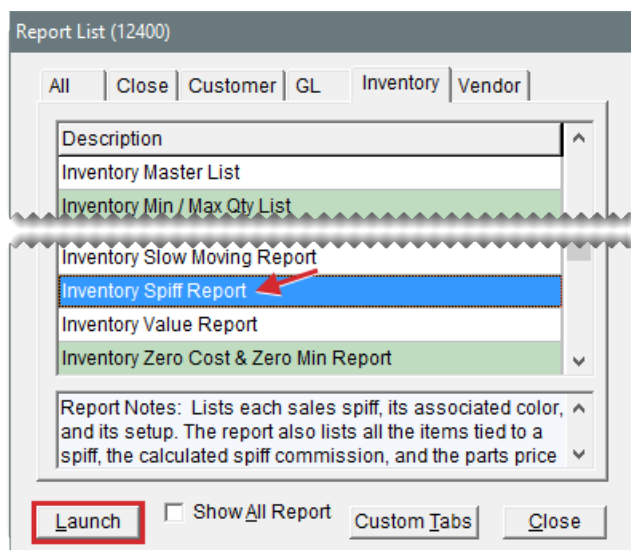 Report List (12400)
All Close Customer GL Inventory Vendor
Description
Inventory Master List
Inventory Min / Max Qty List
Inventory Slow Moving Report
Inventory Spiff Report
Inventory Value Report
Inventory Zero Cost & Zero Min Report
Report Notes: Lists each sales spiff, its associated color,
and its setup. The report also lists all the items tied to a
spiff, the calculated spiff commission, and the parts price
Launch Show All Report Custom Tabs Close